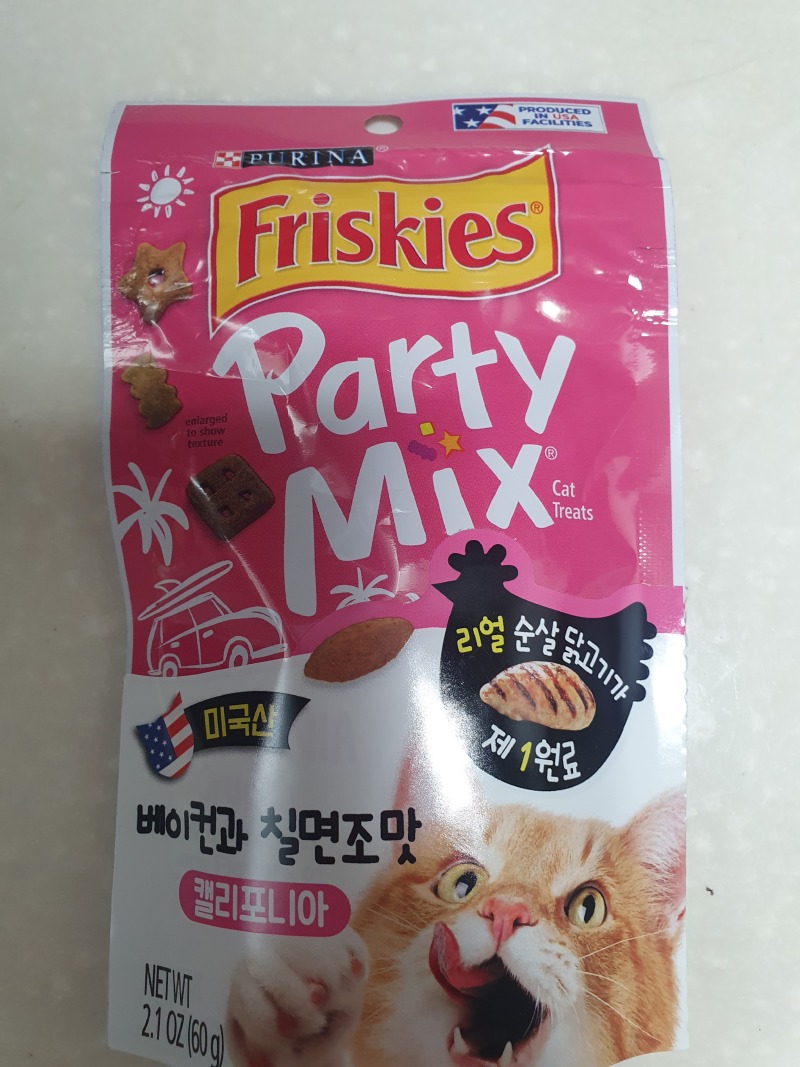 PRODUCED
IN USA
FACILITIES
PURINA®
Friskies®
Party
Mix®
Cat
Treats
enlarged
to show
texture
리얼 순살 닭고기가
제 1원료
미국산
베이컨과 칠면조맛
캘리포니아
NET WT
2.1 OZ (60 g)